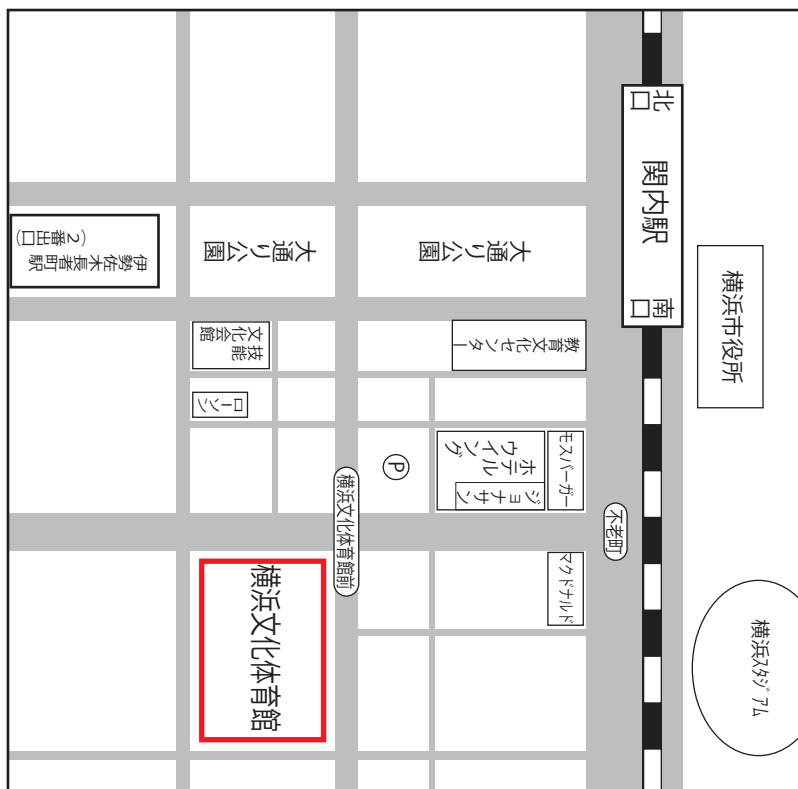 北口
関内駅
南口
横浜市役所
大通り公園
大通り公園
伊勢佐木長者町駅
(2番出口)
技能
文化会館
教育文化センター
ローソン
ホテル
ウイング
ジョナサン
モスバーガー
P
横浜文化体育館前
不老町
マクドナルド
横浜文化体育館
横浜スタジアム